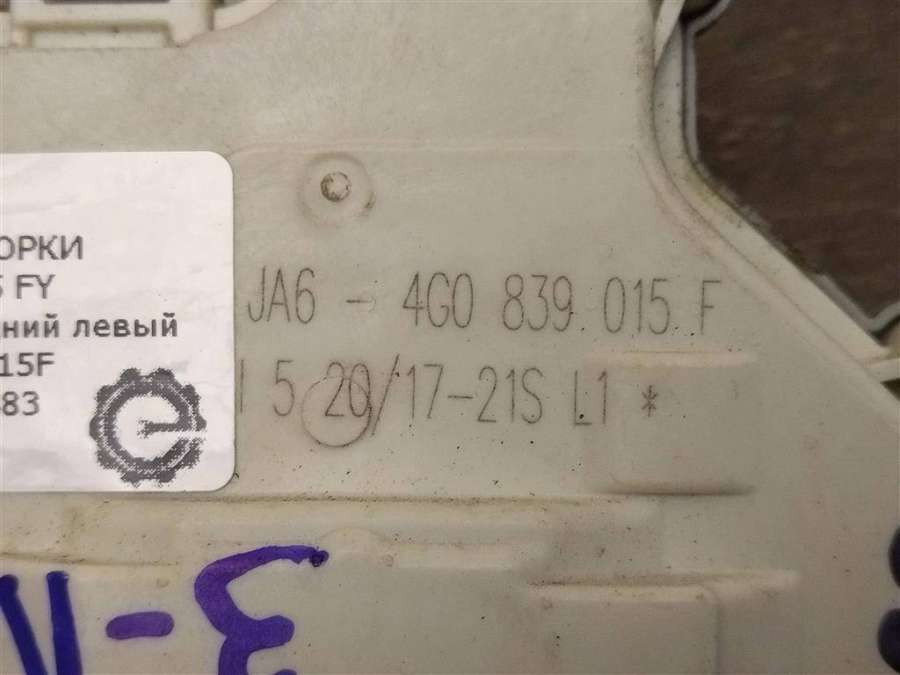 ОРКИ
FY
ний левый
15F
83
JA6 - 4G0 839 015 F
I 5 20/17-21S L1 *
З-Л